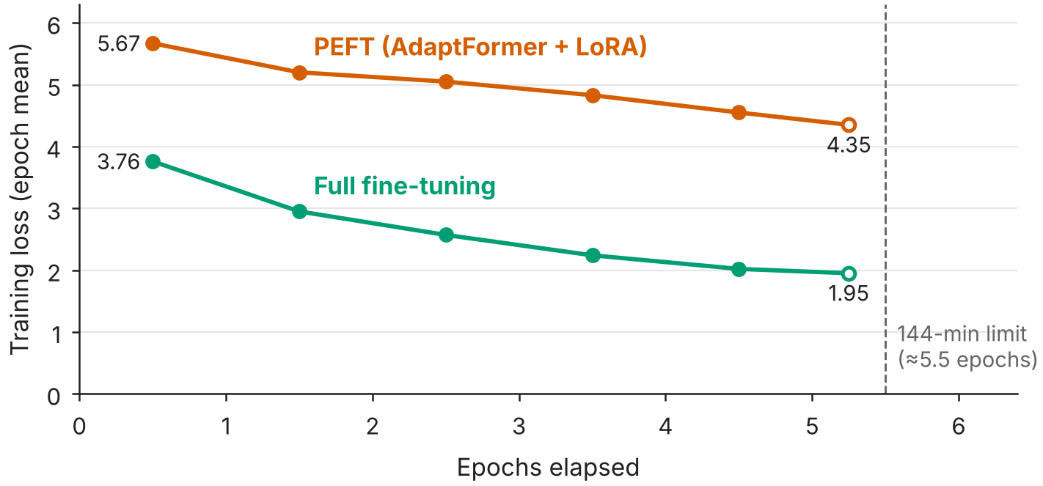 6
5
4
3
2
1
0
Training loss (epoch mean)
5.67
PEFT (AdaptFormer + LoRA)
4.35
3.76
Full fine-tuning
1.95
144-min limit
(≈5.5 epochs)
0 1 2 3 4 5 6
Epochs elapsed